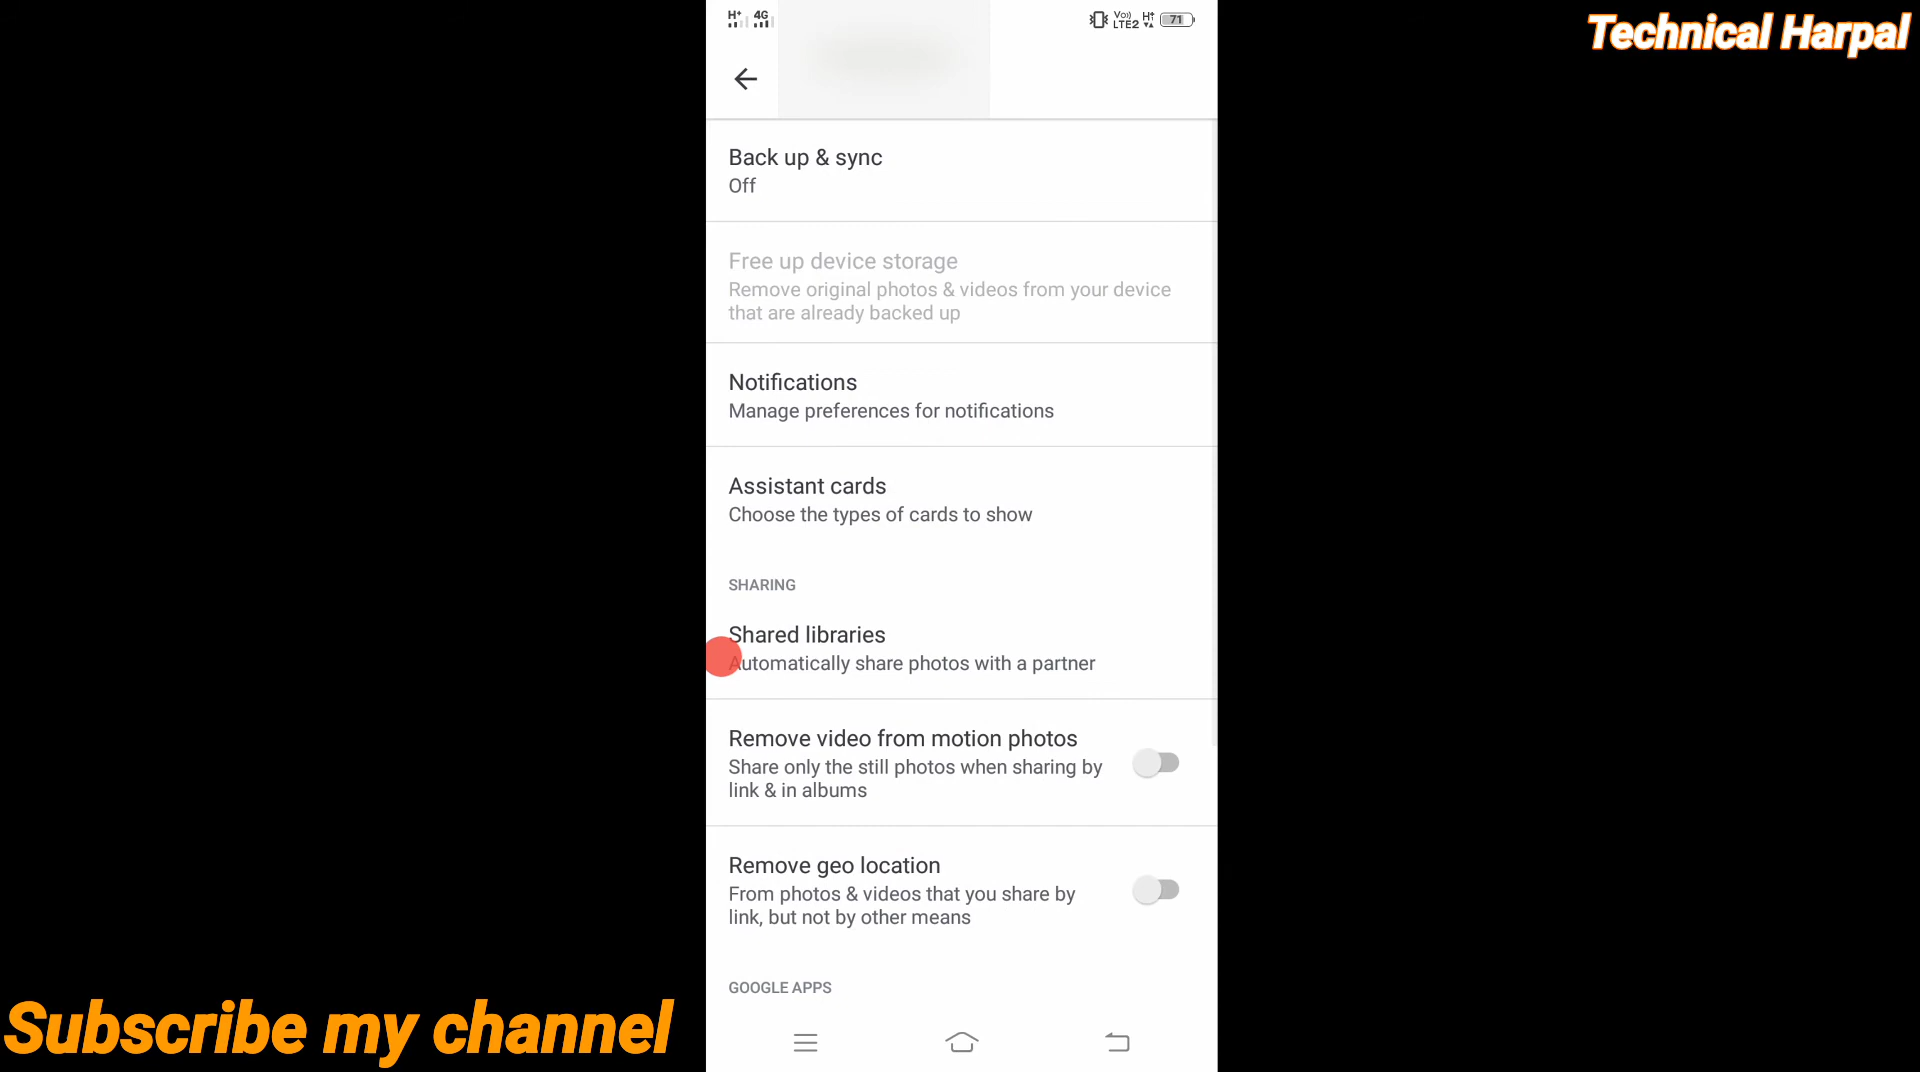 Technical Harpal
H+ 4G
Vo)) LTE2 H+ 71
Back up & sync
Off
Free up device storage
Remove original photos & videos from your device
that are already backed up
Notifications
Manage preferences for notifications
Assistant cards
Choose the types of cards to show
SHARING
Shared libraries
Automatically share photos with a partner
Remove video from motion photos
Share only the still photos when sharing by
link & in albums
Remove geo location
From photos & videos that you share by
link, but not by other means
GOOGLE APPS
Subscribe my channel